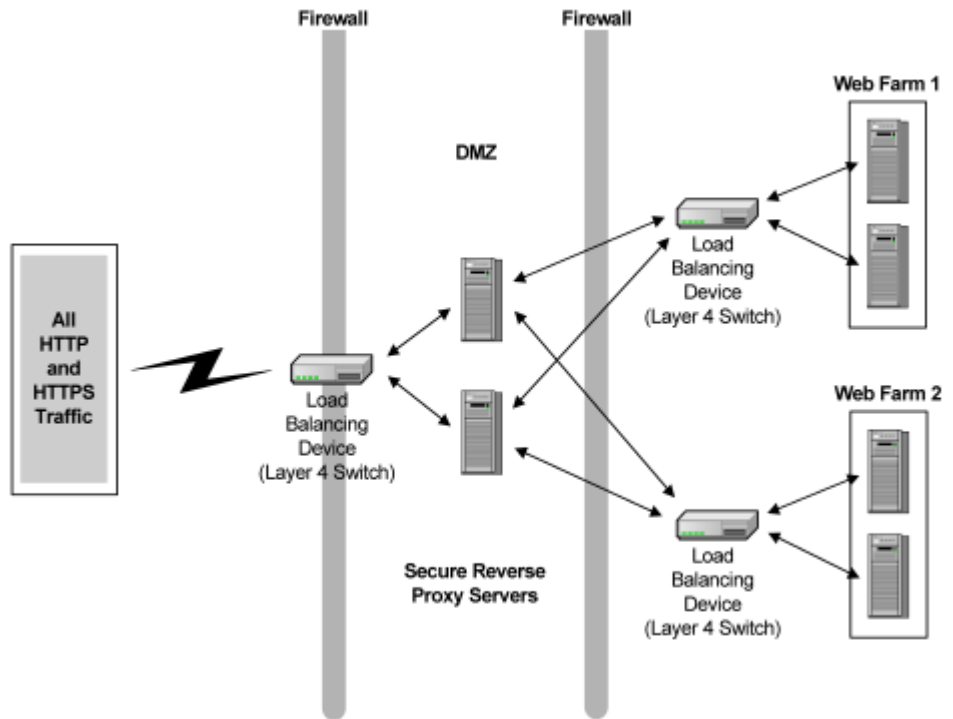 Firewall
Firewall
Web Farm 1
DMZ
Load
Balancing
Device
(Layer 4 Switch)
All
HTTP
and
HTTPS
Traffic
Load
Balancing
Device
(Layer 4 Switch)
Web Farm 2
Secure Reverse
Proxy Servers
Load
Balancing
Device
(Layer 4 Switch)